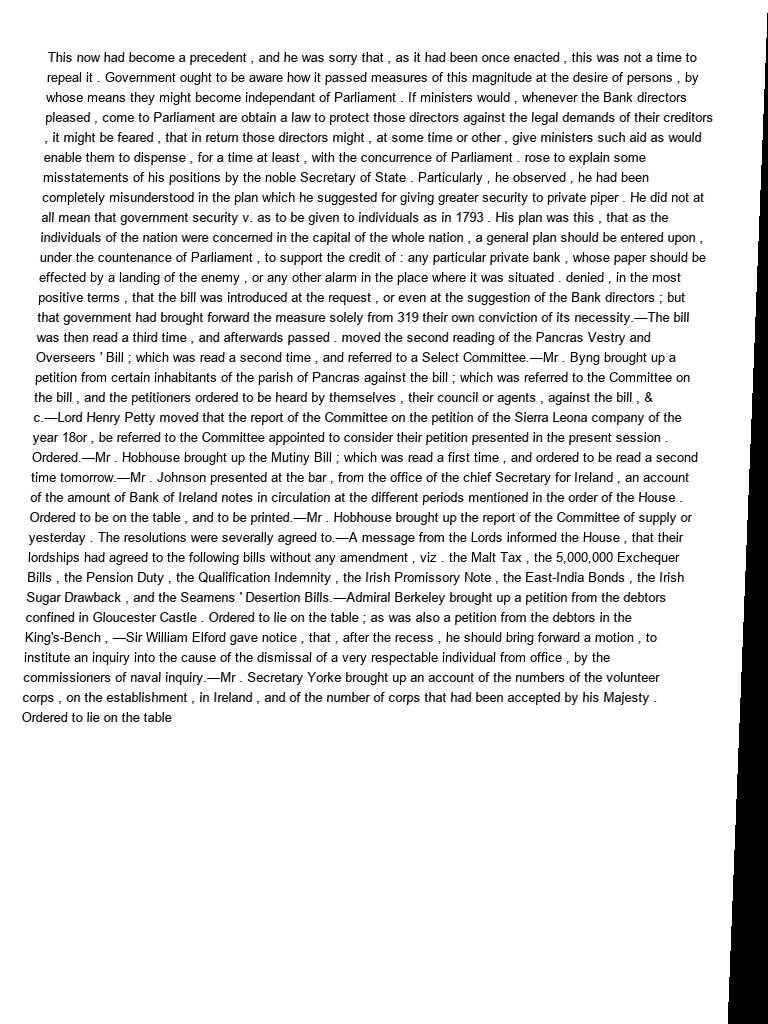 This now had become a precedent , and he was sorry that , as it had been once enacted , this was not a time to
repeal it . Government ought to be aware how it passed measures of this magnitude at the desire of persons , by
whose means they might become independant of Parliament . If ministers would , whenever the Bank directors
pleased , come to Parliament are obtain a law to protect those directors against the legal demands of their creditors
, it might be feared , that in return those directors might , at some time or other , give ministers such aid as would
enable them to dispense , for a time at least , with the concurrence of Parliament . rose to explain some
misstatements of his positions by the noble Secretary of State . Particularly , he observed , he had been
completely misunderstood in the plan which he suggested for giving greater security to private piper . He did not at
all mean that government security v. as to be given to individuals as in 1793 . His plan was this , that as the
individuals of the nation were concerned in the capital of the whole nation , a general plan should be entered upon ,
under the countenance of Parliament , to support the credit of : any particular private bank , whose paper should be
effected by a landing of the enemy , or any other alarm in the place where it was situated . denied , in the most
positive terms , that the bill was introduced at the request , or even at the suggestion of the Bank directors ; but
that government had brought forward the measure solely from 319 their own conviction of its necessity.—The bill
was then read a third time , and afterwards passed . moved the second reading of the Pancras Vestry and
Overseers ' Bill ; which was read a second time , and referred to a Select Committee.—Mr . Byng brought up a
petition from certain inhabitants of the parish of Pancras against the bill ; which was referred to the Committee on
the bill , and the petitioners ordered to be heard by themselves , their council or agents , against the bill , &
c.—Lord Henry Petty moved that the report of the Committee on the petition of the Sierra Leona company of the
year 18or , be referred to the Committee appointed to consider their petition presented in the present session .
Ordered.—Mr . Hobhouse brought up the Mutiny Bill ; which was read a first time , and ordered to be read a second
time tomorrow.—Mr . Johnson presented at the bar , from the office of the chief Secretary for Ireland , an account
of the amount of Bank of Ireland notes in circulation at the different periods mentioned in the order of the House .
Ordered to be on the table , and to be printed.—Mr . Hobhouse brought up the report of the Committee of supply or
yesterday . The resolutions were severally agreed to.—A message from the Lords informed the House , that their
lordships had agreed to the following bills without any amendment , viz . the Malt Tax , the 5,000,000 Exchequer
Bills , the Pension Duty , the Qualification Indemnity , the Irish Promissory Note , the East-India Bonds , the Irish
Sugar Drawback , and the Seamens ' Desertion Bills.—Admiral Berkeley brought up a petition from the debtors
confined in Gloucester Castle . Ordered to lie on the table ; as was also a petition from the debtors in the
King's-Bench , —Sir William Elford gave notice , that , after the recess , he should bring forward a motion , to
institute an inquiry into the cause of the dismissal of a very respectable individual from office , by the
commissioners of naval inquiry.—Mr . Secretary Yorke brought up an account of the numbers of the volunteer
corps , on the establishment , in Ireland , and of the number of corps that had been accepted by his Majesty .
Ordered to lie on the table